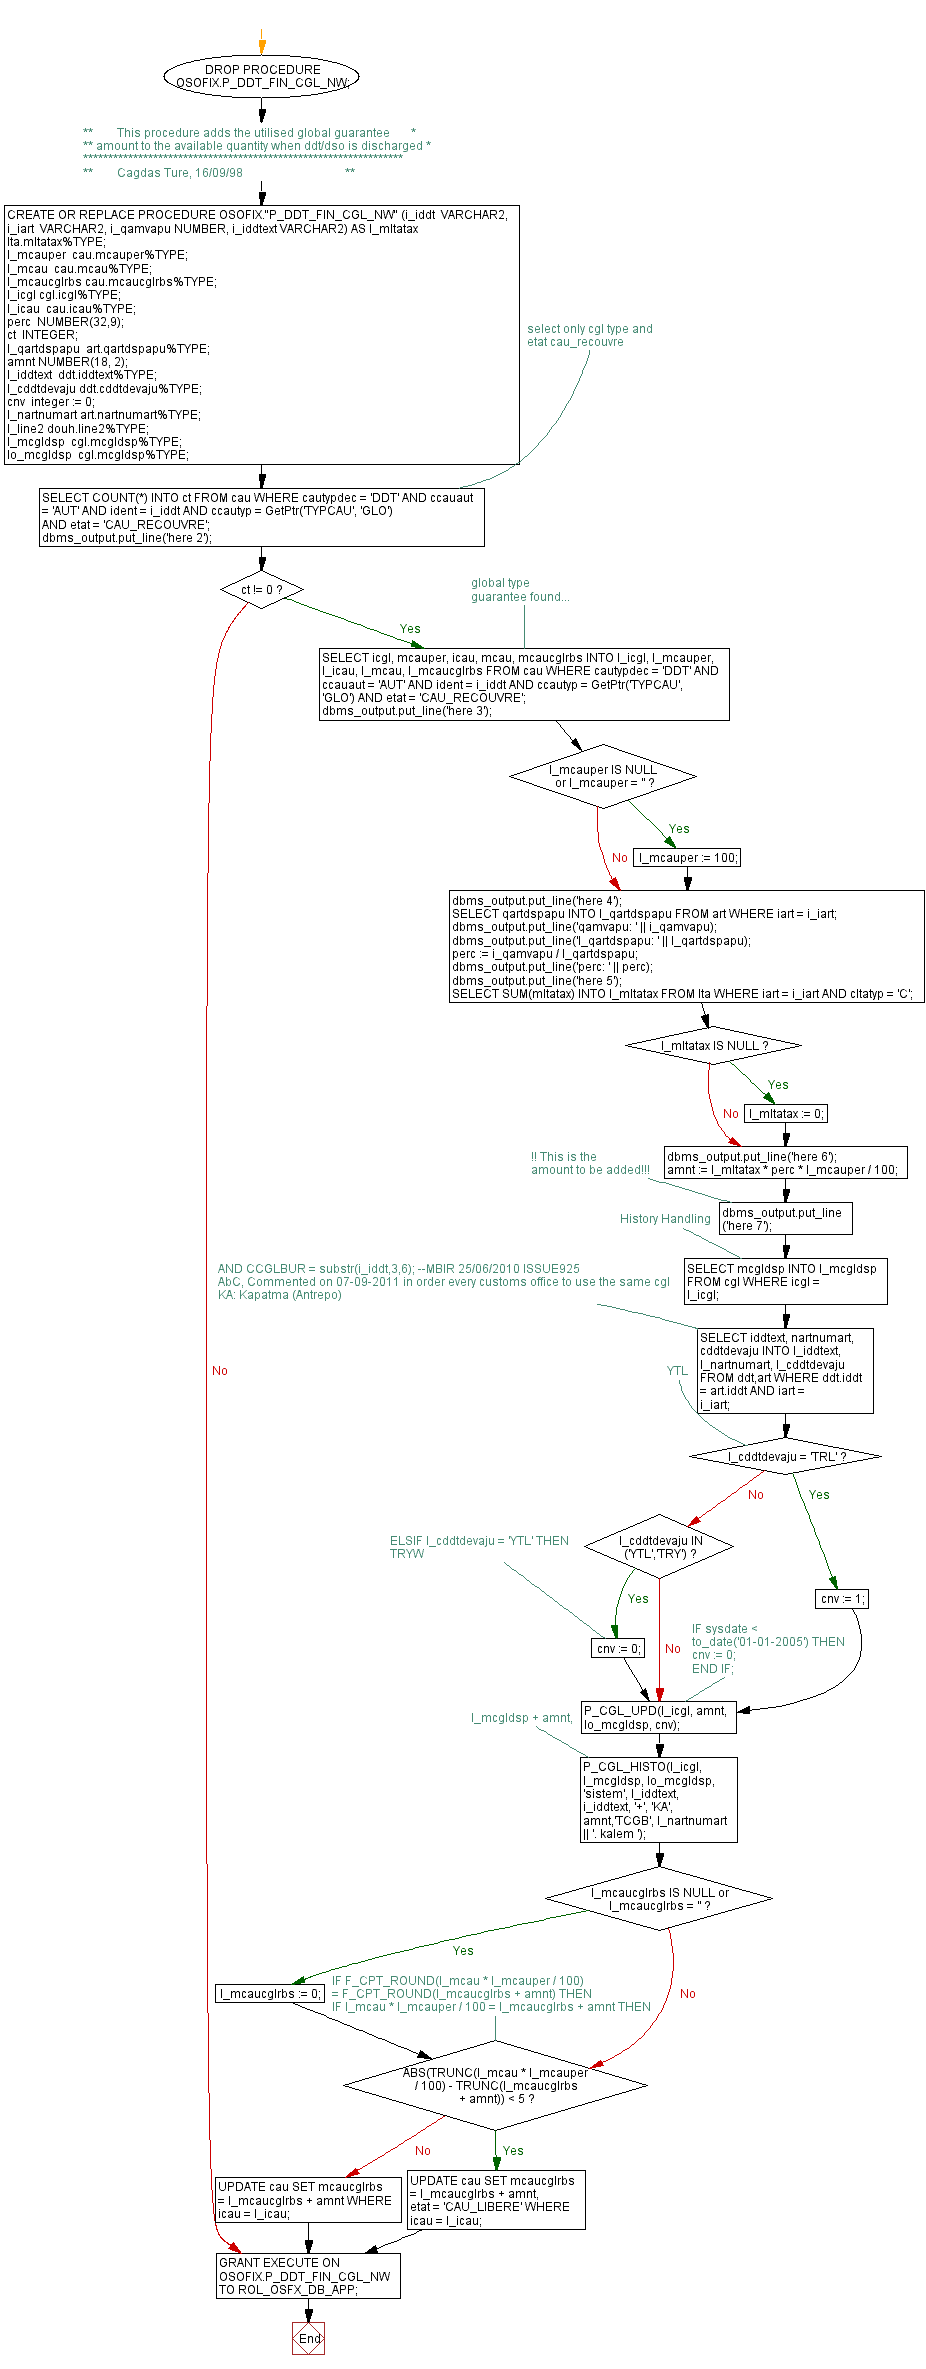 DROP PROCEDURE
OSOFIX.P_DDT_FIN_CGL_NW;
** This procedure adds the utilised global guarantee *
** amount to the available quantity when ddt/dso is discharged *
****************************************************************
** Cagdas Ture, 16/09/98 **
CREATE OR REPLACE PROCEDURE OSOFIX."P_DDT_FIN_CGL_NW" (i_iddt VARCHAR2,
i_iart VARCHAR2, i_qamvapu NUMBER, i_iddtext VARCHAR2) AS l_mltatax
lta.mltatax%TYPE;
l_mcauper cau.mcauper%TYPE;
l_mcau cau.mcau%TYPE;
l_mcaucglrbs cau.mcaucglrbs%TYPE;
l_icgl cgl.icgl%TYPE;
l_icau cau.icau%TYPE;
perc NUMBER(32,9);
ct INTEGER;
l_qartdspapu art.qartdspapu%TYPE;
amnt NUMBER(18, 2);
l_iddtext ddt.iddtext%TYPE;
l_cddtdevaju ddt.cddtdevaju%TYPE;
cnv integer := 0;
l_nartnumart art.nartnumart%TYPE;
l_line2 douh.line2%TYPE;
l_mcgldsp cgl.mcgldsp%TYPE;
lo_mcgldsp cgl.mcgldsp%TYPE;
select only cgl type and
etat cau_recouvre
SELECT COUNT(*) INTO ct FROM cau WHERE cautypdec = 'DDT' AND ccauaut
= 'AUT' AND ident = i_iddt AND ccautyp = GetPtr('TYPCAU', 'GLO')
AND etat = 'CAU_RECOUVRE';
dbms_output.put_line('here 2');
ct != 0 ?
global type
guarantee found...
Yes
SELECT icgl, mcauper, icau, mcau, mcaucglrbs INTO l_icgl, l_mcauper,
l_icau, l_mcau, l_mcaucglrbs FROM cau WHERE cautypdec = 'DDT' AND
ccauaut = 'AUT' AND ident = i_iddt AND ccautyp = GetPtr('TYPCAU',
'GLO') AND etat = 'CAU_RECOUVRE';
dbms_output.put_line('here 3');
l_mcauper IS NULL
or l_mcauper = '' ?
Yes
No
l_mcauper := 100;
dbms_output.put_line('here 4');
SELECT qartdspapu INTO l_qartdspapu FROM art WHERE iart = i_iart;
dbms_output.put_line('qamvapu: ' || i_qamvapu);
dbms_output.put_line('l_qartdspapu: ' || l_qartdspapu);
perc := i_qamvapu / l_qartdspapu;
dbms_output.put_line('perc: ' || perc);
dbms_output.put_line('here 5');
SELECT SUM(mltatax) INTO l_mltatax FROM lta WHERE iart = i_iart AND cltatyp = 'C';
l_mltatax IS NULL ?
Yes
No
l_mltatax := 0;
dbms_output.put_line('here 6');
amnt := l_mltatax * perc * l_mcauper / 100;
!! This is the
amount to be added!!!
dbms_output.put_line
('here 7');
History Handling
SELECT mcgldsp INTO l_mcgldsp
FROM cgl WHERE icgl =
l_icgl;
AND CCGLBUR = substr(i_iddt,3,6); --MBIR 25/06/2010 ISSUE925
AbC, Commented on 07-09-2011 in order every customs office to use the same cgl
KA: Kapatma (Antrepo)
SELECT iddtext, nartnumart,
cddtdevaju INTO l_iddtext,
l_nartnumart, l_cddtdevaju
FROM ddt,art WHERE ddt.iddt
= art.iddt AND iart =
i_iart;
No
YTL
l_cddtdevaju = 'TRL' ?
No
Yes
ELSIF l_cddtdevaju = 'YTL' THEN
TRYW
l_cddtdevaju IN
('YTL','TRY') ?
Yes
cnv := 1;
cnv := 0;
No
IF sysdate <
to_date('01-01-2005') THEN
cnv := 0;
END IF;
P_CGL_UPD(l_icgl, amnt,
lo_mcgldsp, cnv);
l_mcgldsp + amnt,
P_CGL_HISTO(l_icgl,
l_mcgldsp, lo_mcgldsp,
'sistem', l_iddtext,
i_iddtext, '+', 'KA',
amnt,'TCGB', l_nartnumart
|| '. kalem ');
l_mcaucglrbs IS NULL or
l_mcaucglrbs = '' ?
Yes
No
l_mcaucglrbs := 0;
IF F_CPT_ROUND(l_mcau * l_mcauper / 100)
= F_CPT_ROUND(l_mcaucglrbs + amnt) THEN
IF l_mcau * l_mcauper / 100 = l_mcaucglrbs + amnt THEN
ABS(TRUNC(l_mcau * l_mcauper
/ 100) - TRUNC(l_mcaucglrbs
+ amnt)) < 5 ?
No
Yes
UPDATE cau SET mcaucglrbs
= l_mcaucglrbs + amnt WHERE
icau = l_icau;
UPDATE cau SET mcaucglrbs
= l_mcaucglrbs + amnt,
etat = 'CAU_LIBERE' WHERE
icau = l_icau;
GRANT EXECUTE ON
OSOFIX.P_DDT_FIN_CGL_NW
TO ROL_OSFX_DB_APP;
End